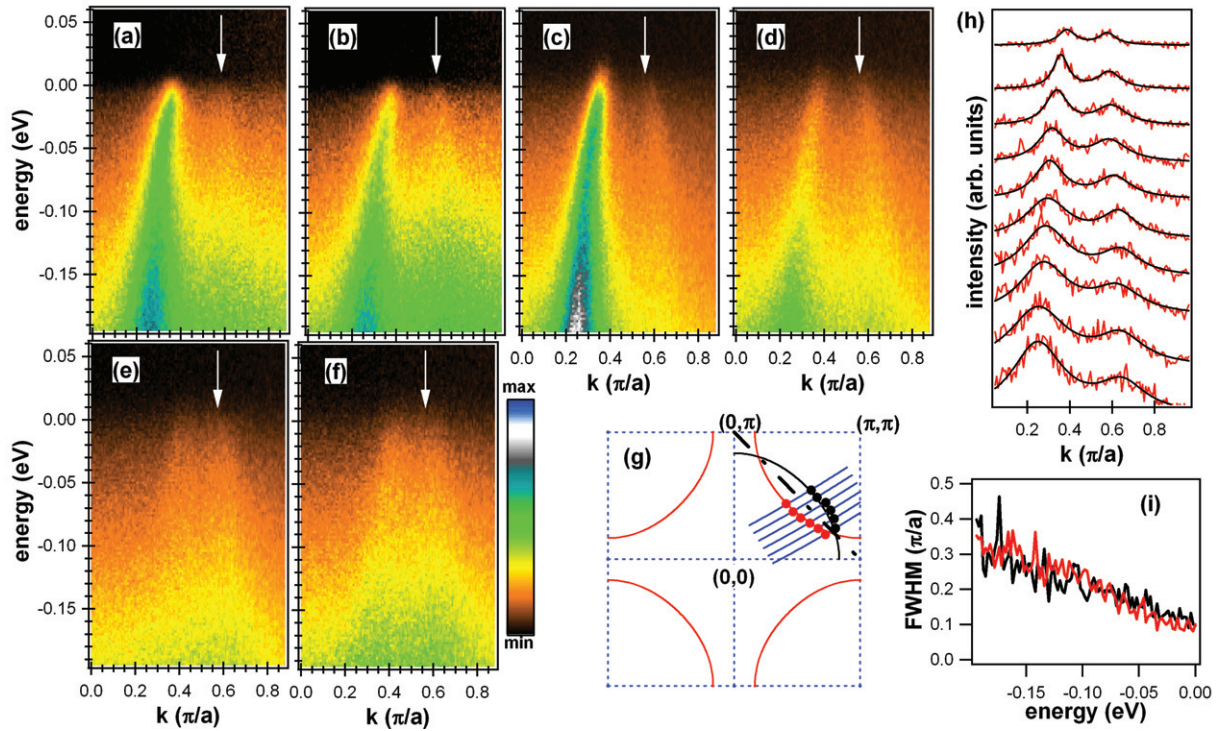 (a)
(b)
(c)
(d)
(h)
energy (eV)
0.05
0.00
-0.05
-0.10
-0.15
0.0 0.2 0.4 0.6 0.8
k (π/a)
0.0 0.2 0.4 0.6 0.8
k (π/a)
intensity (arb. units)
0.2 0.4 0.6 0.8
k (π/a)
(e)
(f)
energy (eV)
0.05
0.00
-0.05
-0.10
-0.15
0.0 0.2 0.4 0.6 0.8
k (π/a)
0.0 0.2 0.4 0.6 0.8
k (π/a)
max
min
(g)
(0,π)
(π,π)
(0,0)
(i)
FWHM (π/a)
0.5
0.4
0.3
0.2
0.1
0.0
-0.15 -0.10 -0.05 0.00
energy (eV)